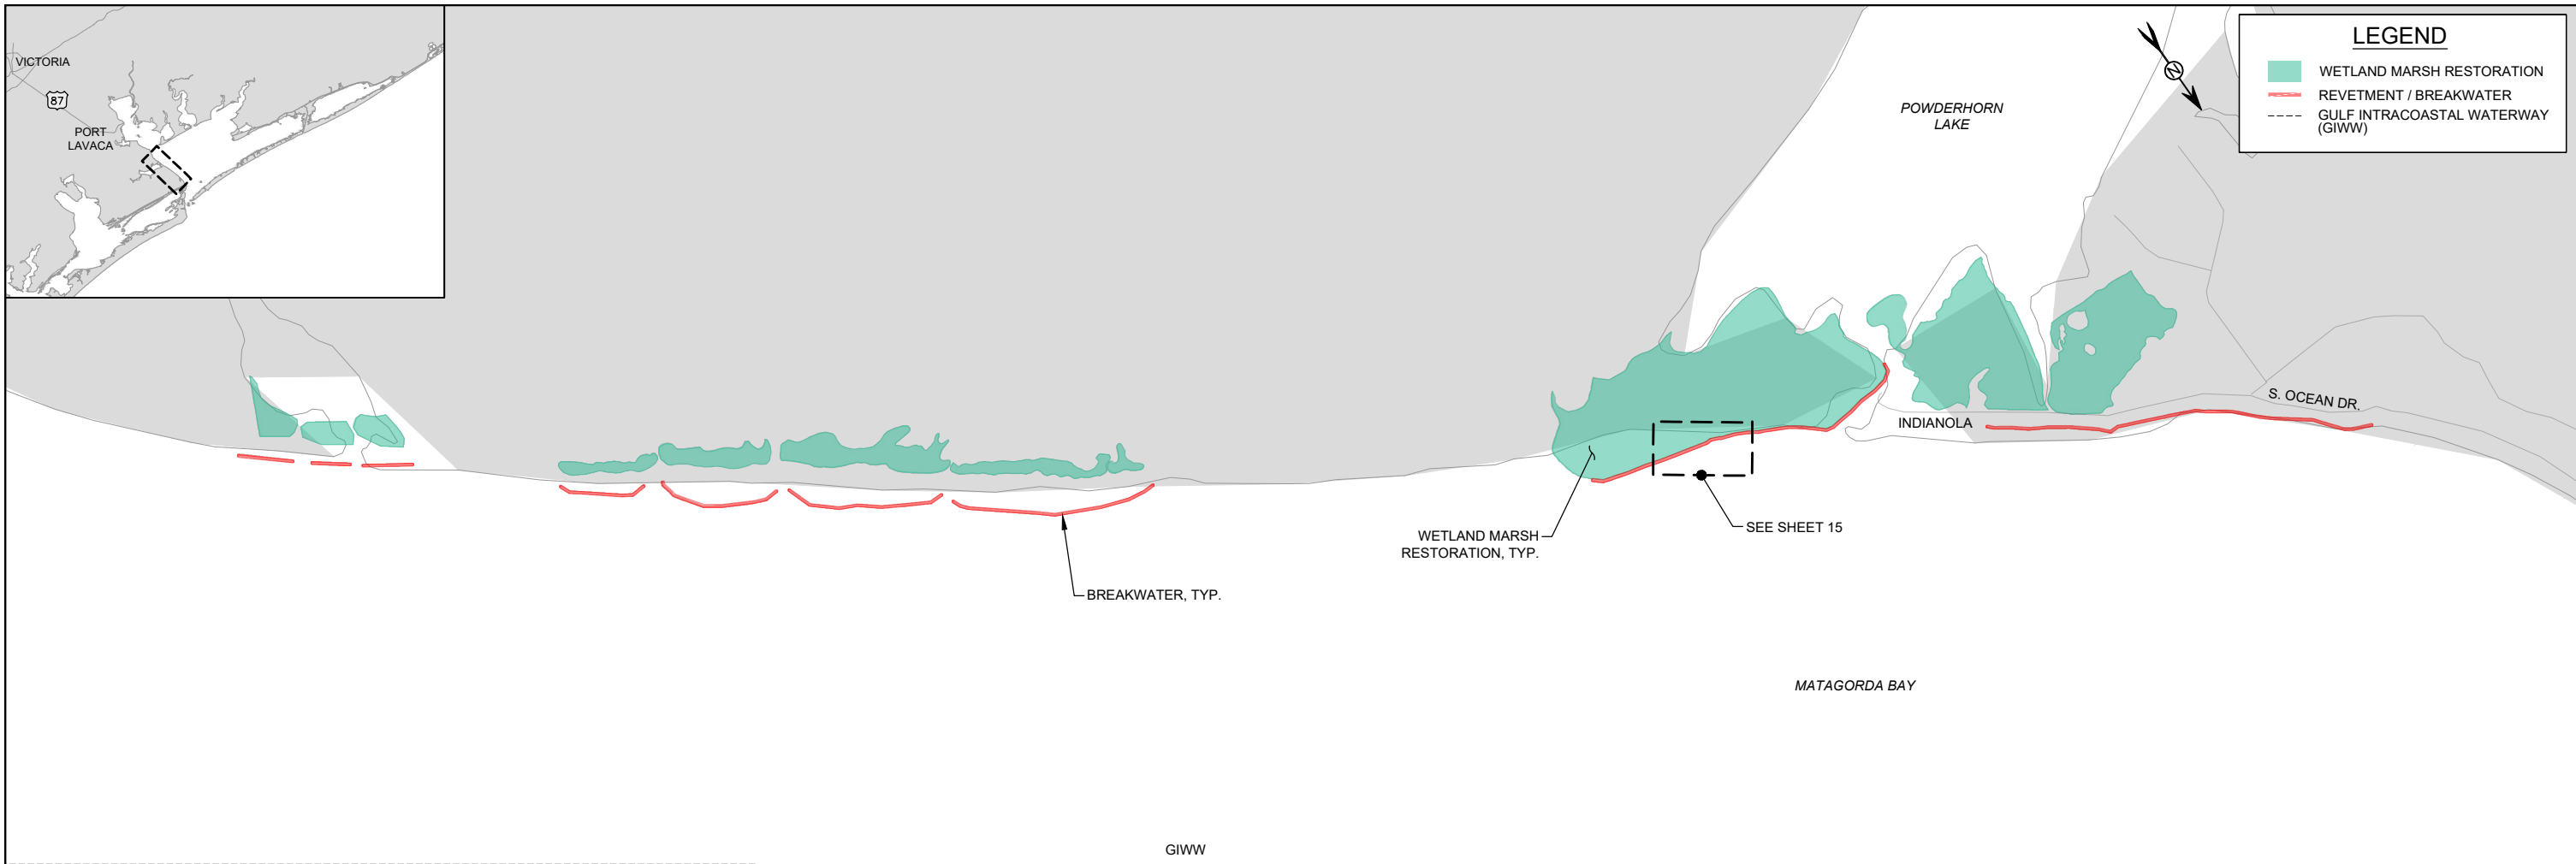 VICTORIA
87
PORT
LAVACA
POWDERHORN
LAKE
N
LEGEND
WETLAND MARSH RESTORATION
REVETMENT / BREAKWATER
GULF INTRACOASTAL WATERWAY
(GIWW)
S. OCEAN DR.
INDIANOLA
WETLAND MARSH
RESTORATION, TYP.
SEE SHEET 15
BREAKWATER, TYP.
MATAGORDA BAY
GIWW